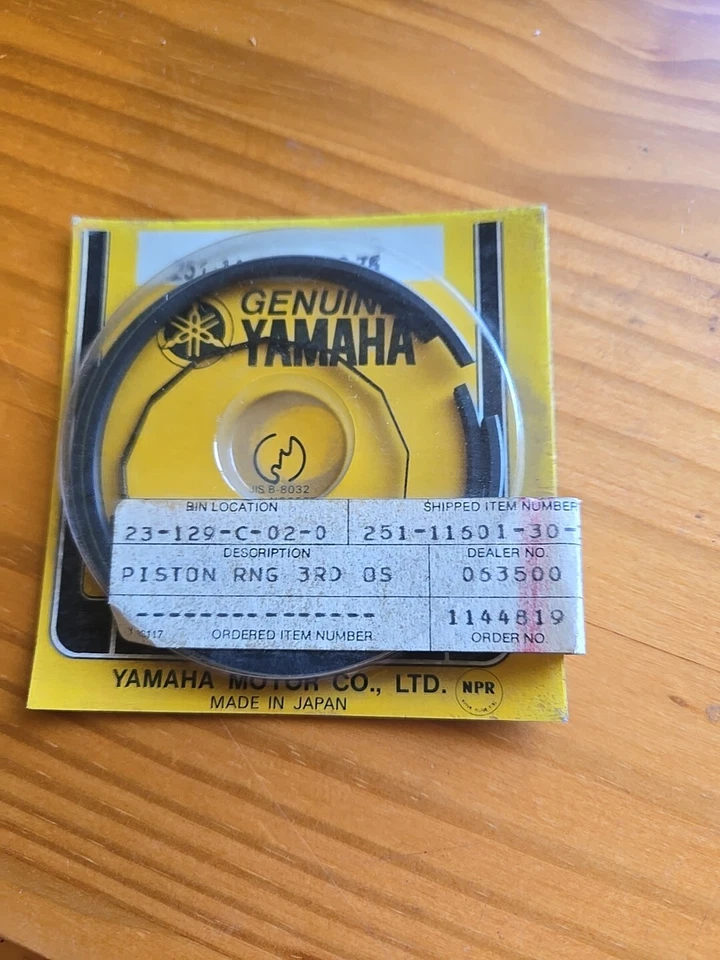 GENUINE
YAMAHA
JIS B-8032
BIN LOCATION
SHIPPED ITEM NUMBER
23-129-C-02-0
251-11601-30-
DESCRIPTION
DEALER NO.
PISTON RNG 3RD OS
063500
----------------
1144819
ORDERED ITEM NUMBER
ORDER NO.
YAMAHA MOTOR CO., LTD.
NPR
MADE IN JAPAN